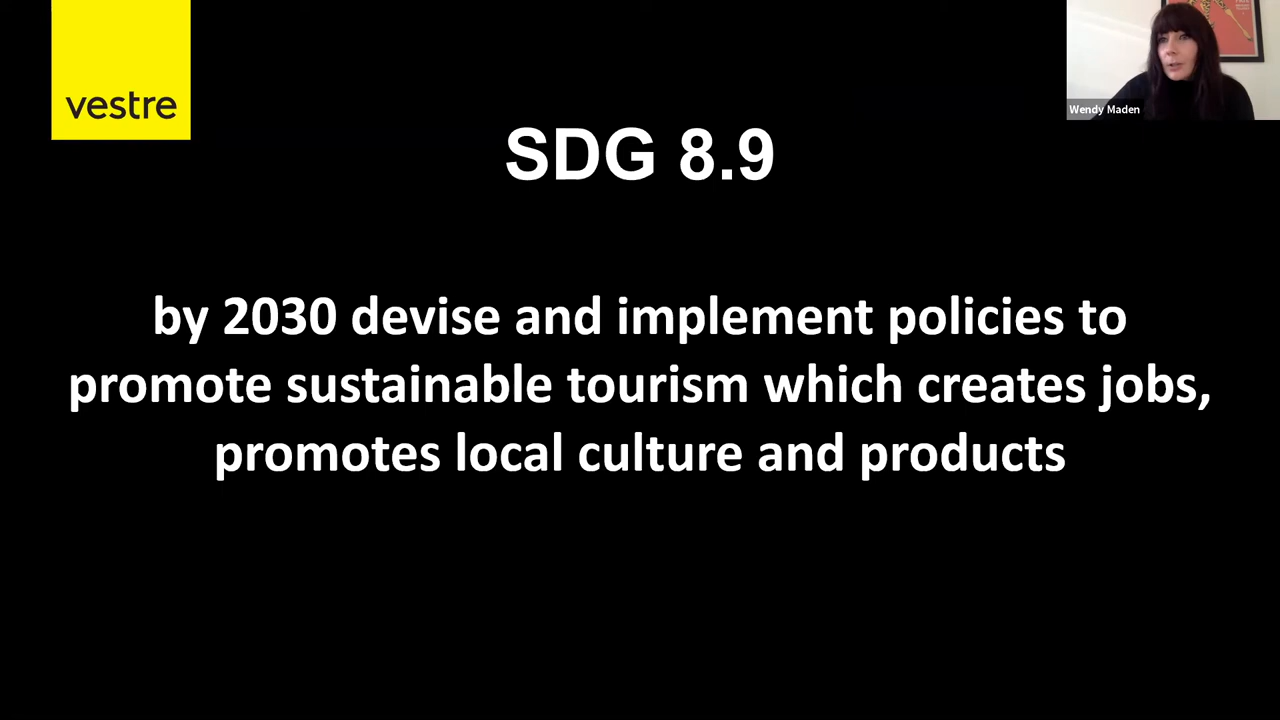 vestre
Wendy Maden
SDG 8.9
by 2030 devise and implement policies to
promote sustainable tourism which creates jobs,
promotes local culture and products